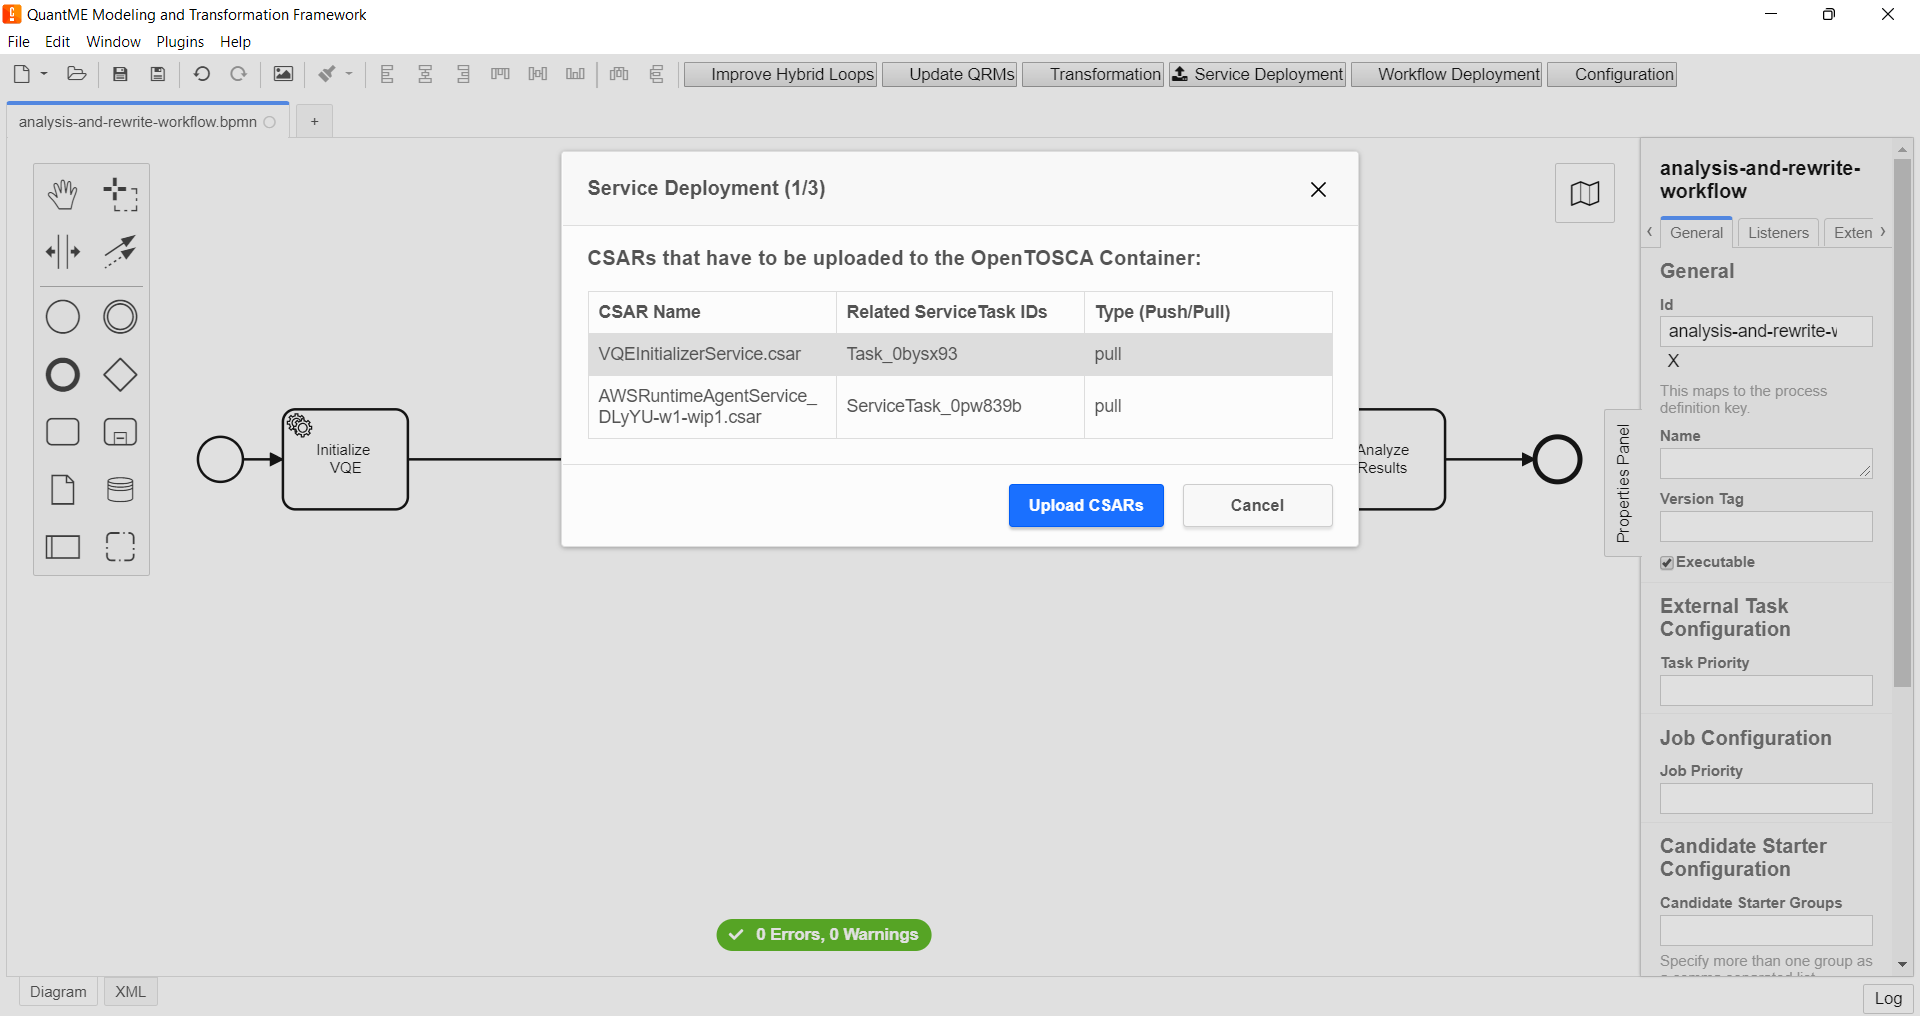 QuantME Modeling and Transformation Framework
File Edit Window Plugins Help
Improve Hybrid Loops Update QRMs Transformation Service Deployment Workflow Deployment Configuration
analysis-and-rewrite-workflow.bpmn +
Service Deployment (1/3)
CSARs that have to be uploaded to the OpenTOSCA Container:
CSAR Name Related ServiceTask IDs Type (Push/Pull)
VQEInitializerService.csar Task_0bysx93 pull
AWSRuntimeAgentService_
DLyYU-w1-wip1.csar
ServiceTask_0pw839b pull
Upload CSARs Cancel
Initialize
VQE
Analyze
Results
Properties Panel
analysis-and-rewrite-
workflow
General Listeners Exten
General
Id
analysis-and-rewrite-
X
This maps to the process
definition key.
Name
Version Tag
Executable
External Task
Configuration
Task Priority
Job Configuration
Job Priority
Candidate Starter
Configuration
Candidate Starter Groups
Specify more than one group as
0 Errors, 0 Warnings
Diagram XML
Log